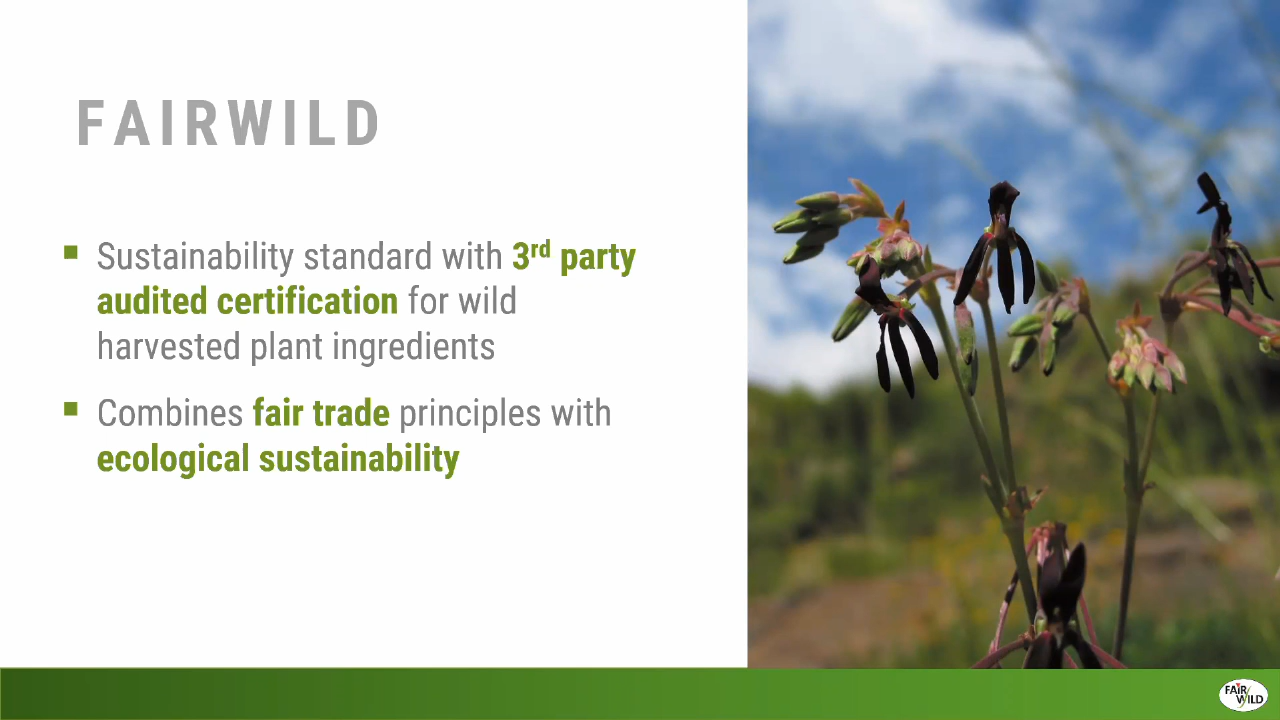 FAIRWILD
▪ Sustainability standard with 3rd party
audited certification for wild
harvested plant ingredients
▪ Combines fair trade principles with
ecological sustainability
FAIR
WILD